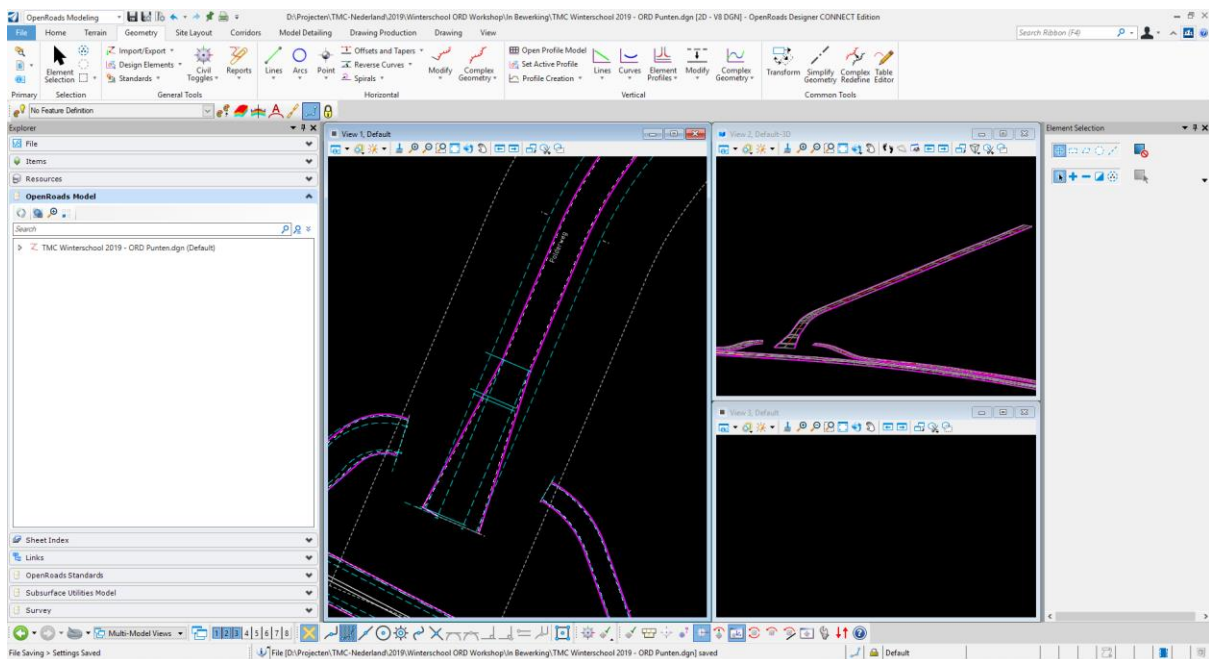 OpenRoads Modeling
D:\Projecten\TMC-Nederland\2019\Winterschool ORD Workshop\In Bewerking\TMC Winterschool 2019 - ORD Punten.dgn [2D - V8 DGN] - OpenRoads Designer CONNECT Edition
File Home Terrain Geometry Site Layout Corridors Model Detailing Drawing Production Drawing View
Search Ribbon (F4)
Element Selection
Import/Export
Design Elements
Standards
Civil Toggles
Reports
Lines
Arcs
Point
Offsets and Tapers
Reverse Curves
Spirals
Modify
Complex Geometry
Open Profile Model
Set Active Profile
Profile Creation
Lines
Curves
Element Profiles
Modify
Complex Geometry
Transform
Simplify Geometry
Complex Redefine
Table Editor
Primary Selection General Tools Horizontal Vertical Common Tools
No Feature Definition
Explorer
File
Items
Resources
OpenRoads Model
Search
TMC Winterschool 2019 - ORD Punten.dgn (Default)
Sheet Index
Links
OpenRoads Standards
Subsurface Utilities Model
Survey
View 1, Default
Polderweg
View 2, Default-3D
View 3, Default
Element Selection
Multi-Model Views
1 2 3 4 5 6 7 8
File Saving > Settings Saved
File [D:\Projecten\TMC-Nederland\2019\Winterschool ORD Workshop\In Bewerking\TMC Winterschool 2019 - ORD Punten.dgn] saved
Default